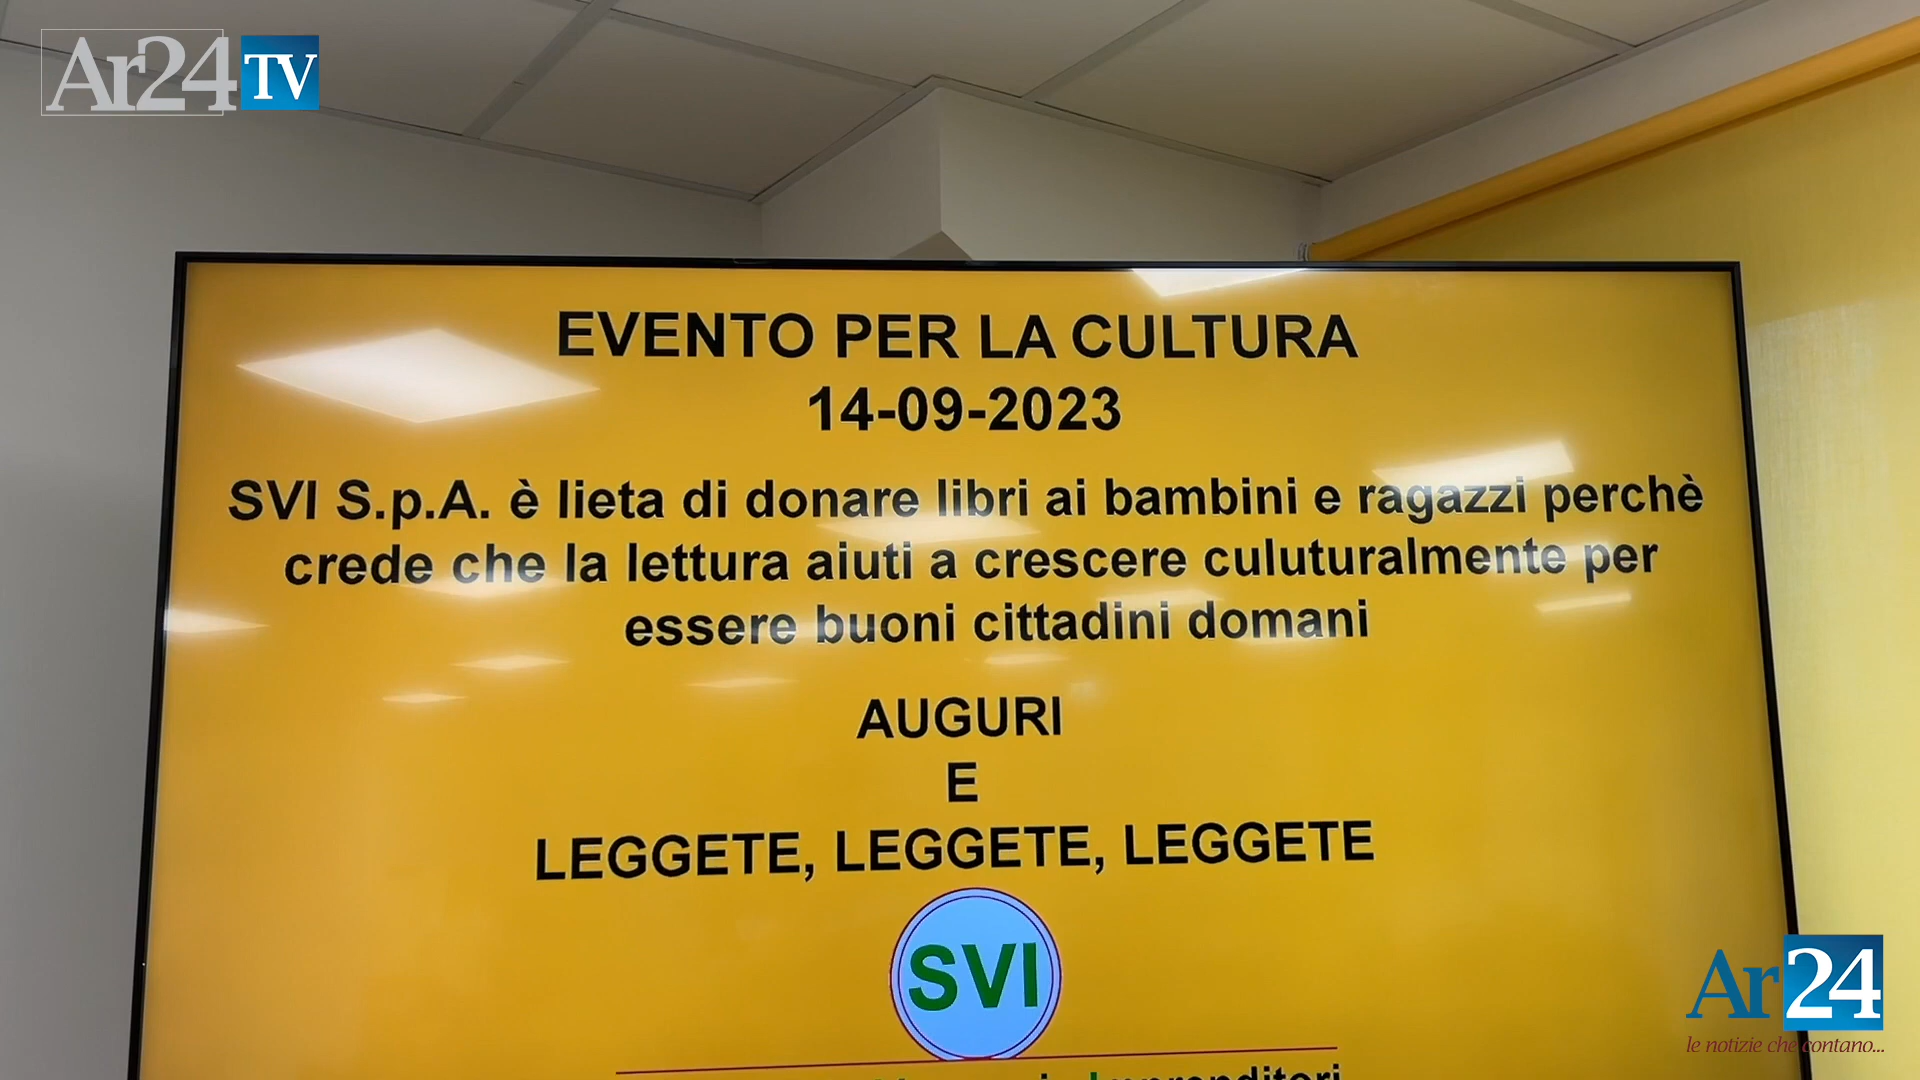 Ar24 TV
EVENTO PER LA CULTURA
14-09-2023
SVI S.p.A. è lieta di donare libri ai bambini e ragazzi perchè
crede che la lettura aiuti a crescere culuturalmente per
essere buoni cittadini domani
AUGURI
E
LEGGETE, LEGGETE, LEGGETE
SVI
Ar24
le notizie che contano...